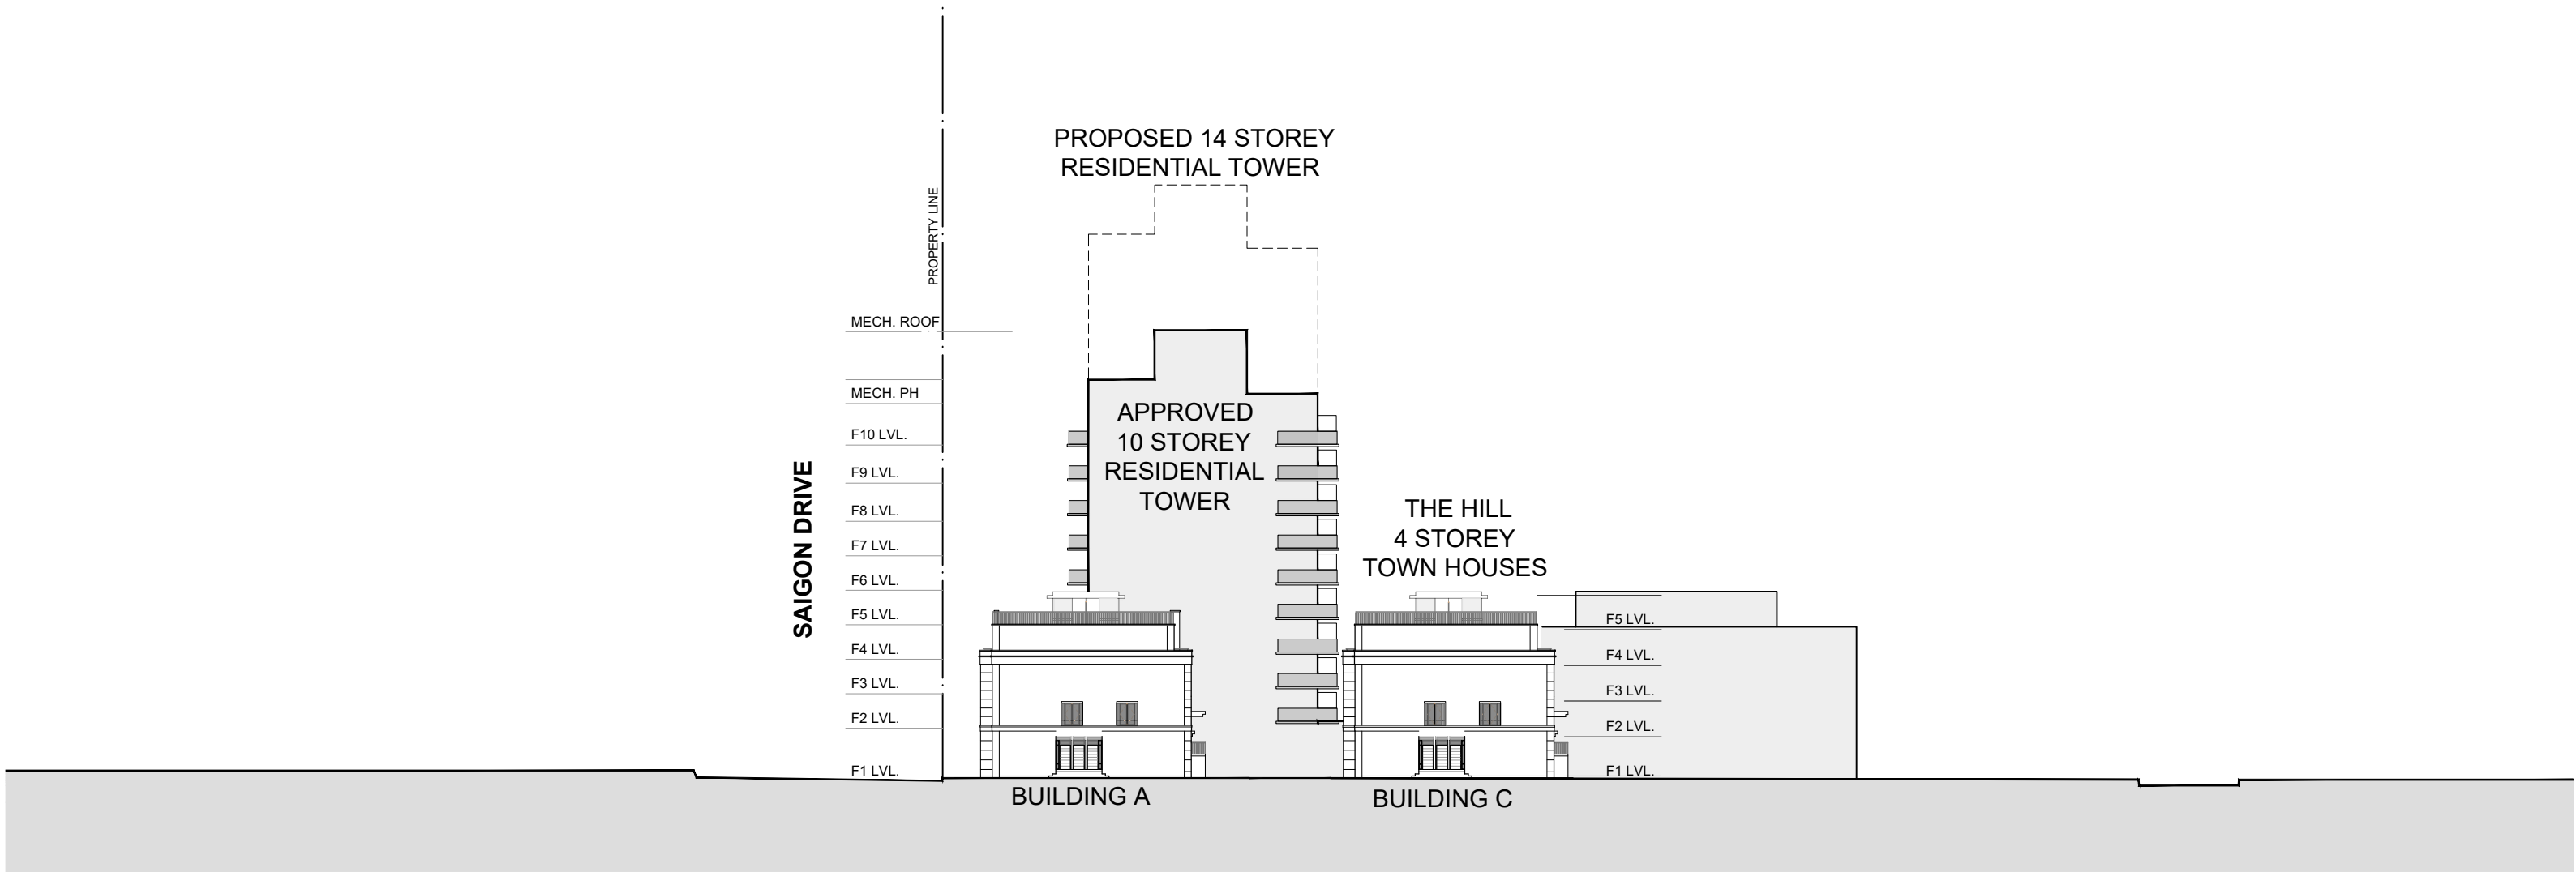 PROPOSED 14 STOREY
RESIDENTIAL TOWER
PROPERTY LINE
MECH. ROOF
MECH. PH
F10 LVL.
F9 LVL.
F8 LVL.
F7 LVL.
F6 LVL.
F5 LVL.
F4 LVL.
F3 LVL.
F2 LVL.
F1 LVL.
SAIGON DRIVE
APPROVED
10 STOREY
RESIDENTIAL
TOWER
THE HILL
4 STOREY
TOWN HOUSES
F5 LVL.
F4 LVL.
F3 LVL.
F2 LVL.
F1 LVL.
BUILDING A
BUILDING C